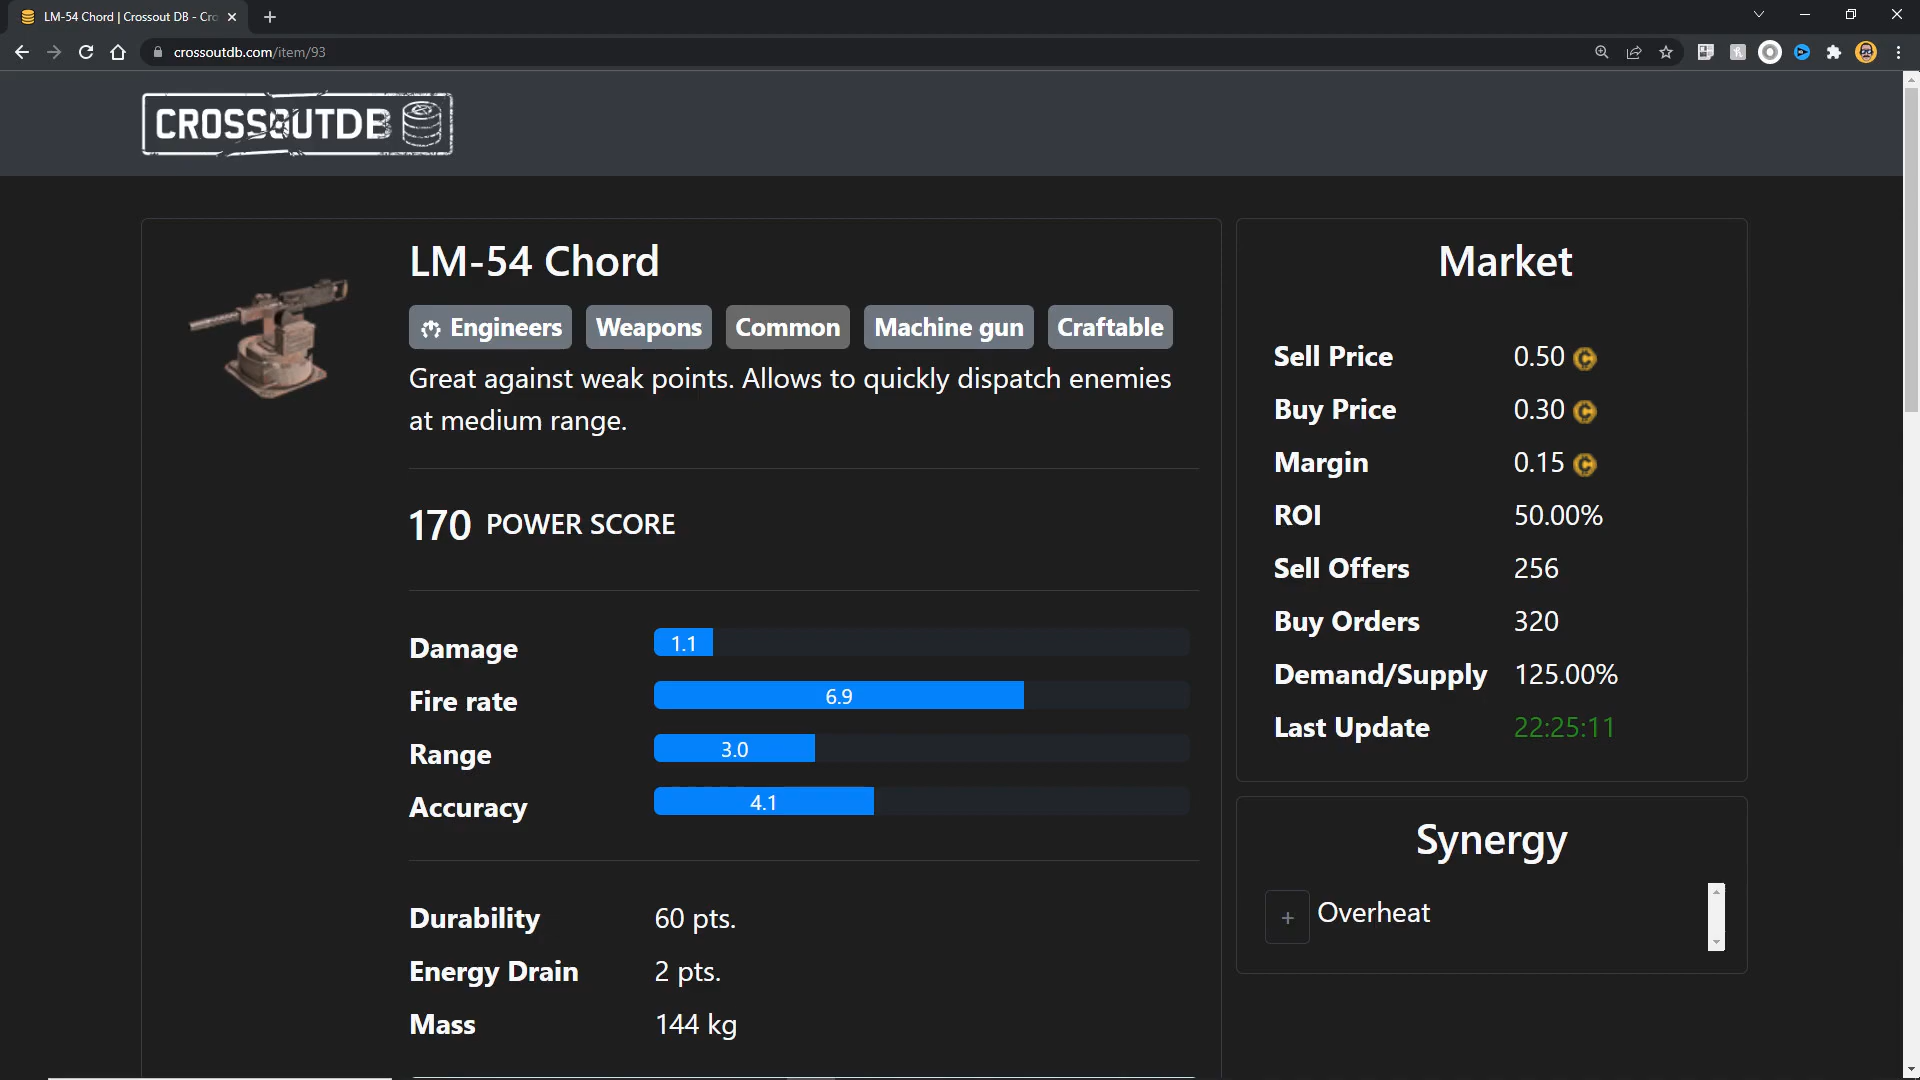 LM-54 Chord | Crossout DB - Cro
crossoutdb.com/item/93
CROSSOUTDB
LM-54 Chord
Engineers Weapons Common Machine gun Craftable
Great against weak points. Allows to quickly dispatch enemies
at medium range.
170 POWER SCORE
Damage 1.1
Fire rate 6.9
Range 3.0
Accuracy 4.1
Durability 60 pts.
Energy Drain 2 pts.
Mass 144 kg
Market
Sell Price 0.50
Buy Price 0.30
Margin 0.15
ROI 50.00%
Sell Offers 256
Buy Orders 320
Demand/Supply 125.00%
Last Update 22:25:11
Synergy
+ Overheat